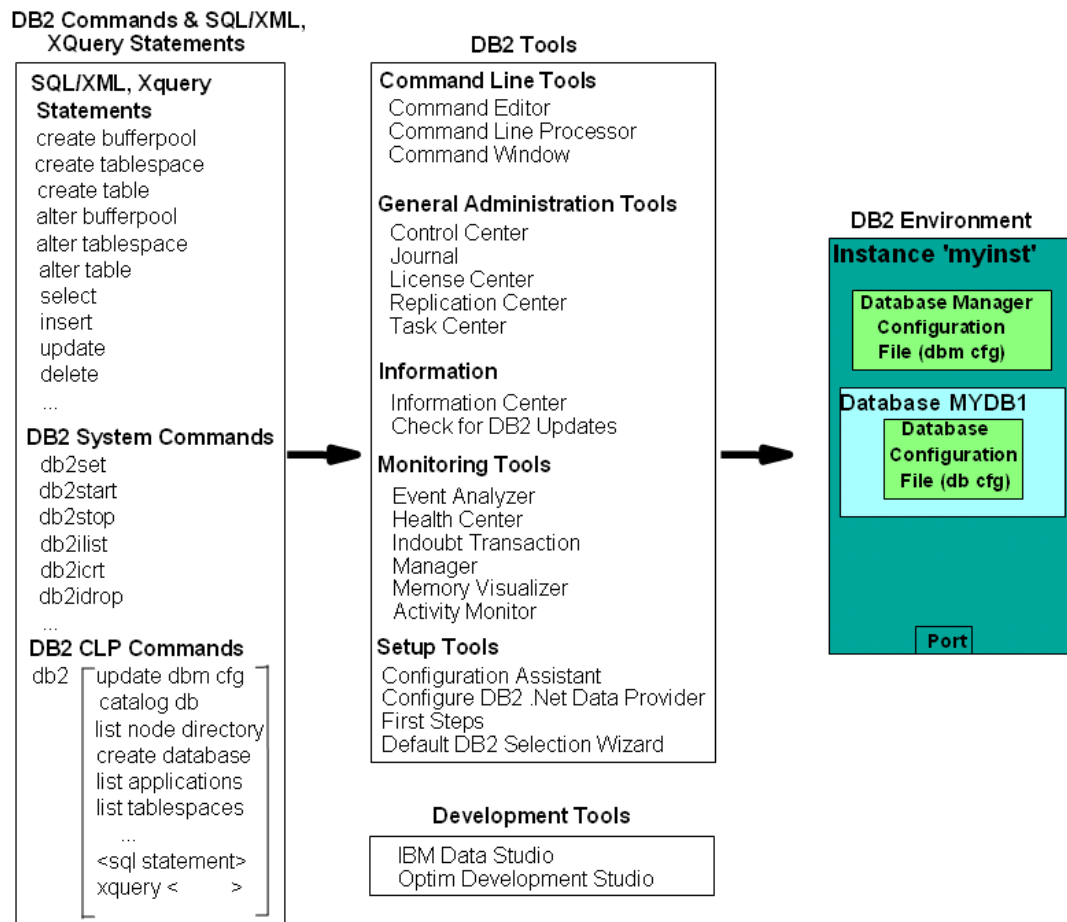 DB2 Commands & SQL/XML,
XQuery Statements
SQL/XML, Xquery
Statements
create bufferpool
create tablespace
create table
alter bufferpool
alter tablespace
alter table
select
insert
update
delete
...
DB2 System Commands
db2set
db2start
db2stop
db2ilist
db2icrt
db2idrop
...
DB2 CLP Commands
db2
update dbm cfg
catalog db
list node directory
create database
list applications
list tablespaces
...
<sql statement>
xquery < >
DB2 Tools
Command Line Tools
Command Editor
Command Line Processor
Command Window
General Administration Tools
Control Center
Journal
License Center
Replication Center
Task Center
Information
Information Center
Check for DB2 Updates
Monitoring Tools
Event Analyzer
Health Center
Indoubt Transaction
Manager
Memory Visualizer
Activity Monitor
Setup Tools
Configuration Assistant
Configure DB2 .Net Data Provider
First Steps
Default DB2 Selection Wizard
Development Tools
IBM Data Studio
Optim Development Studio
DB2 Environment
Instance 'myinst'
Database Manager
Configuration
File (dbm cfg)
Database MYDB1
Database
Configuration
File (db cfg)
Port